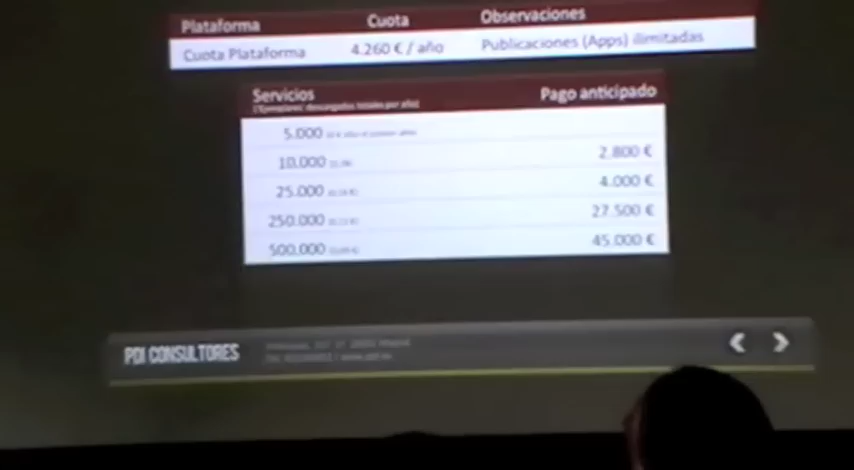 Plataforma Cuota Observaciones
Cuota Plataforma 4.260 € / año Publicaciones (Apps) ilimitadas
Servicios Pago anticipado
5.000
10.000 2.800 €
25.000 4.000 €
250.000 27.500 €
500.000 45.000 €
PDI CONSULTORES